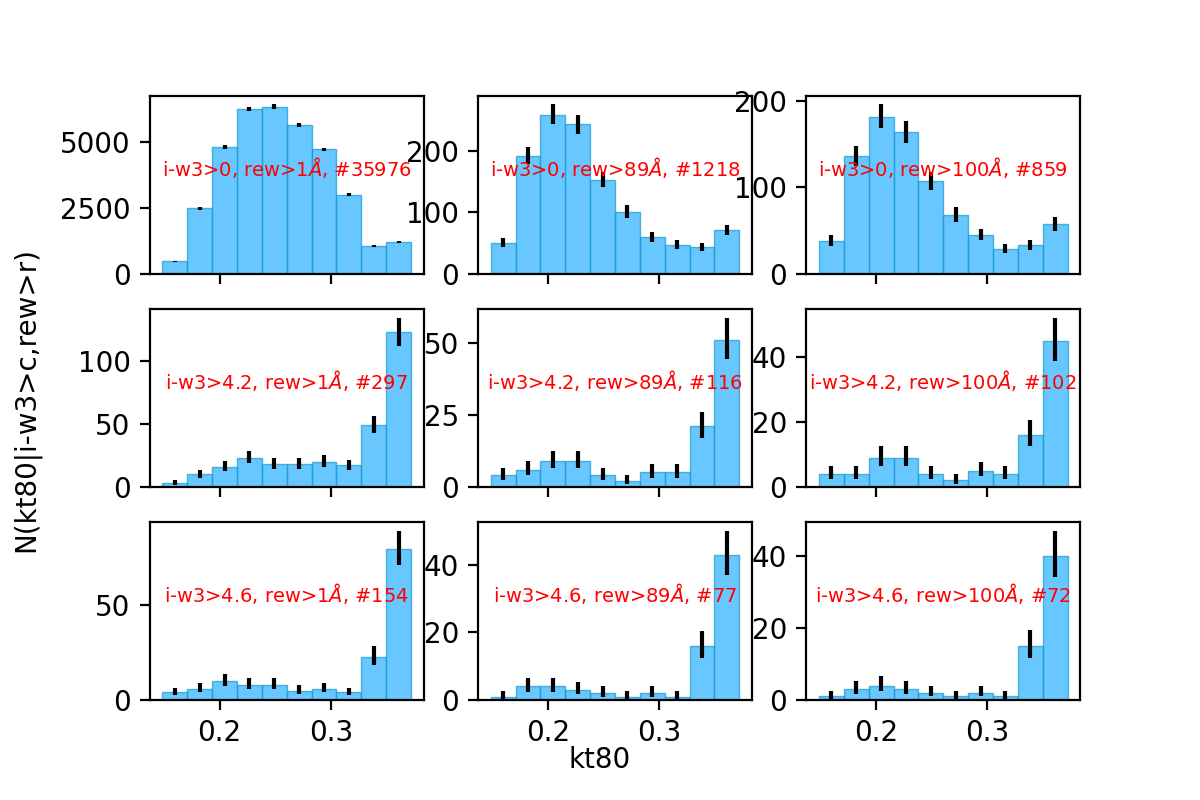 N(kt80|i-w3>c,rew>r)
5000
2500
0
i-w3>0, rew>1Å, #35976
200
100
0
i-w3>0, rew>89Å, #1218
200
100
0
i-w3>0, rew>100Å, #859
100
50
0
i-w3>4.2, rew>1Å, #297
50
25
0
i-w3>4.2, rew>89Å, #116
40
20
0
i-w3>4.2, rew>100Å, #102
50
0
i-w3>4.6, rew>1Å, #154
40
20
0
i-w3>4.6, rew>89Å, #77
40
20
0
i-w3>4.6, rew>100Å, #72
0.2 0.3
0.2 0.3
0.2 0.3
kt80